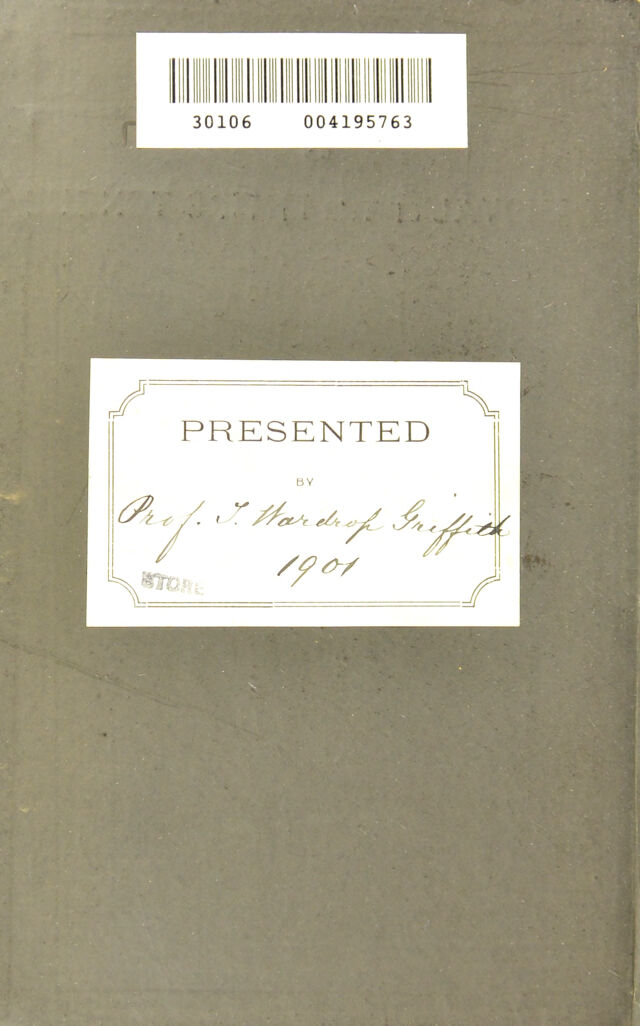 30106 004195763
PRESENTED
BY
Prof. T. Wardrop Griffith
1901
STORE